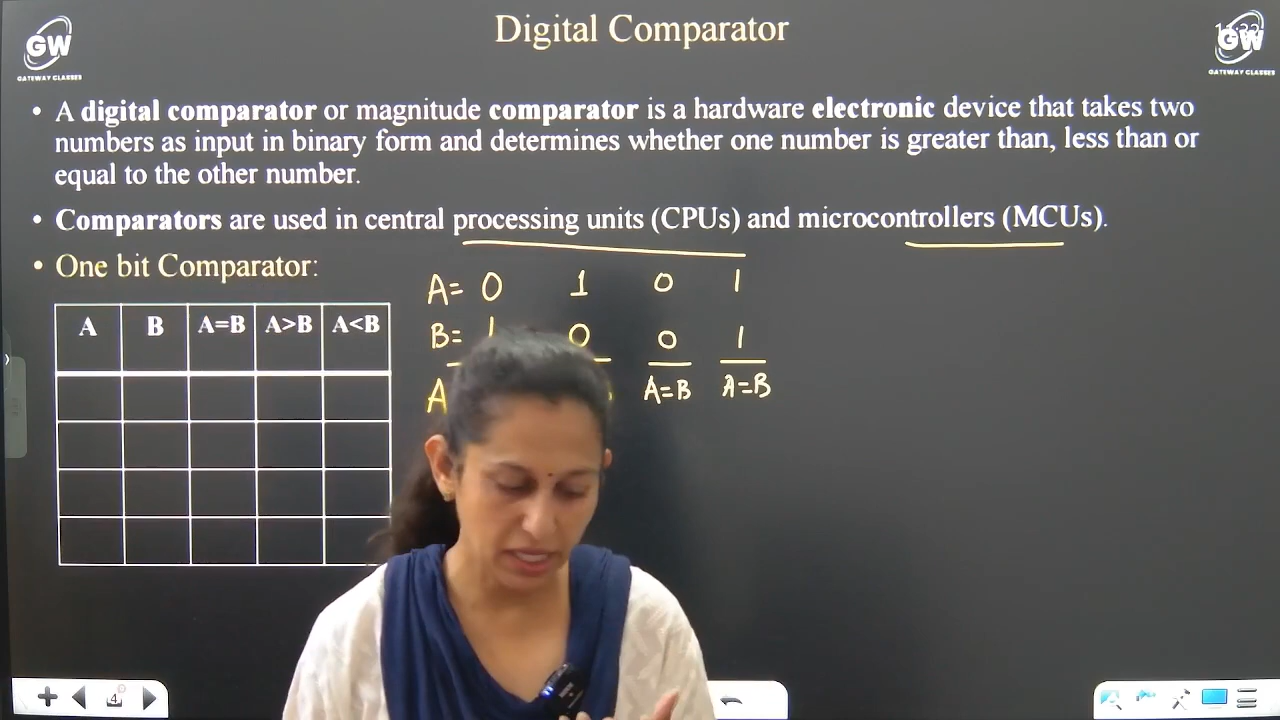 Digital Comparator
GW
GATEWAY CLASSES
GW
GATEWAY CLASSES
• A digital comparator or magnitude comparator is a hardware electronic device that takes two
numbers as input in binary form and determines whether one number is greater than, less than or
equal to the other number.
• Comparators are used in central processing units (CPUs) and microcontrollers (MCUs).
• One bit Comparator:
A B A=B A>B A<B
A= 0 1 0 1
B= 1 0 0 1
A A=B A=B
4